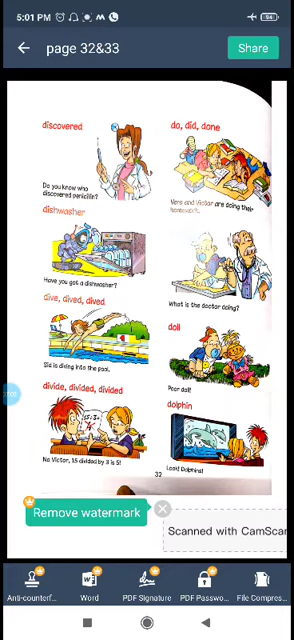 5:01 PM
94
page 32&33
Share
discovered
Do you know who
discovered penicillin?
dishwasher
Have you got a dishwasher?
dive, dived, dived
Sid is diving into the pool.
divide, divided, divided
No Victor, 15 divided by 3 is 5!
do, did, done
Vera and Victor are doing their
homework.
What is the doctor doing?
doll
Poor doll!
dolphin
Look! Dolphins!
32
Remove watermark
Scanned with CamScan
Anti-counterf...
Word
PDF Signature
PDF Passwo...
File Compres...